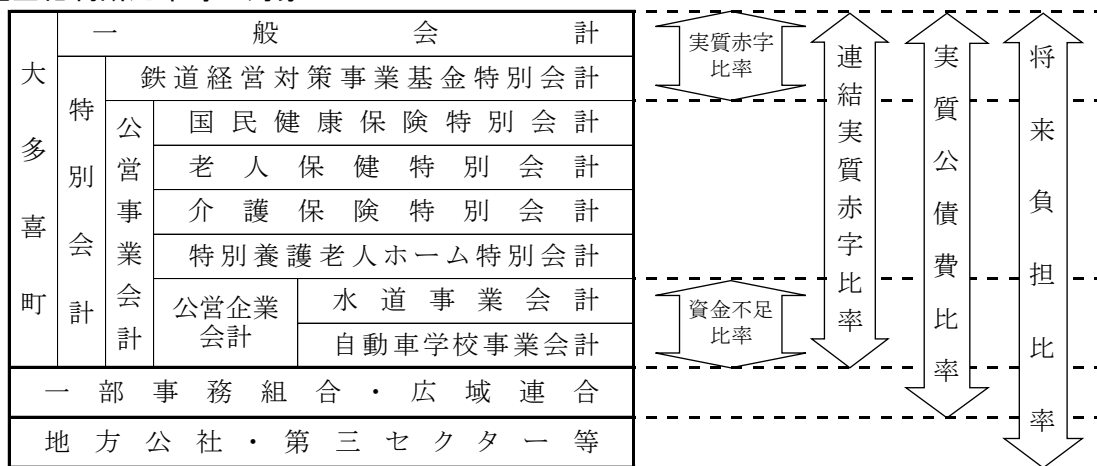 大多喜町
一般会計
特別会計
鉄道経営対策事業基金特別会計
公営事業会計
国民健康保険特別会計
老人保健特別会計
介護保険特別会計
特別養護老人ホーム特別会計
公営企業
会計
水道事業会計
自動車学校事業会計
一部事務組合・広域連合
地方公社・第三セクター等
実質赤字
比率
資金不足
比率
連結実質赤字比率
実質公債費比率
将来負担比率